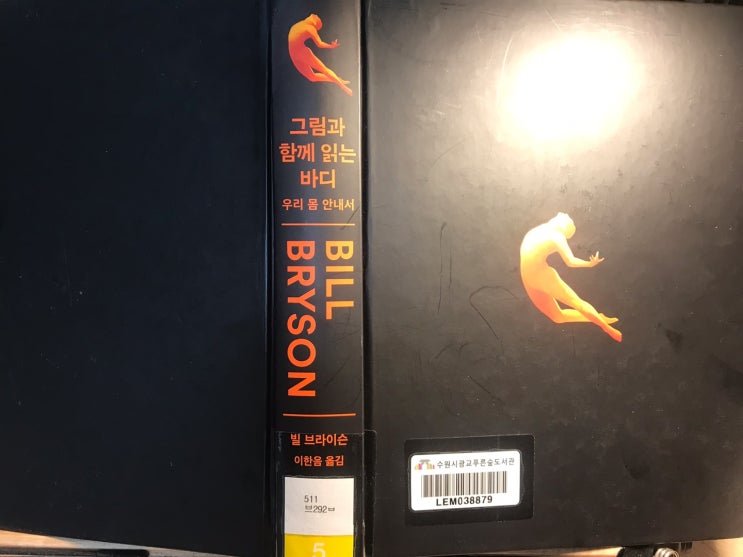 그림과
함께 읽는
바디
우리 몸 안내서
BILL
BRYSON
빌 브라이슨
이한음 옮김
511
브292ㅂ
5
수원시광교푸른숲도서관
LEM038879